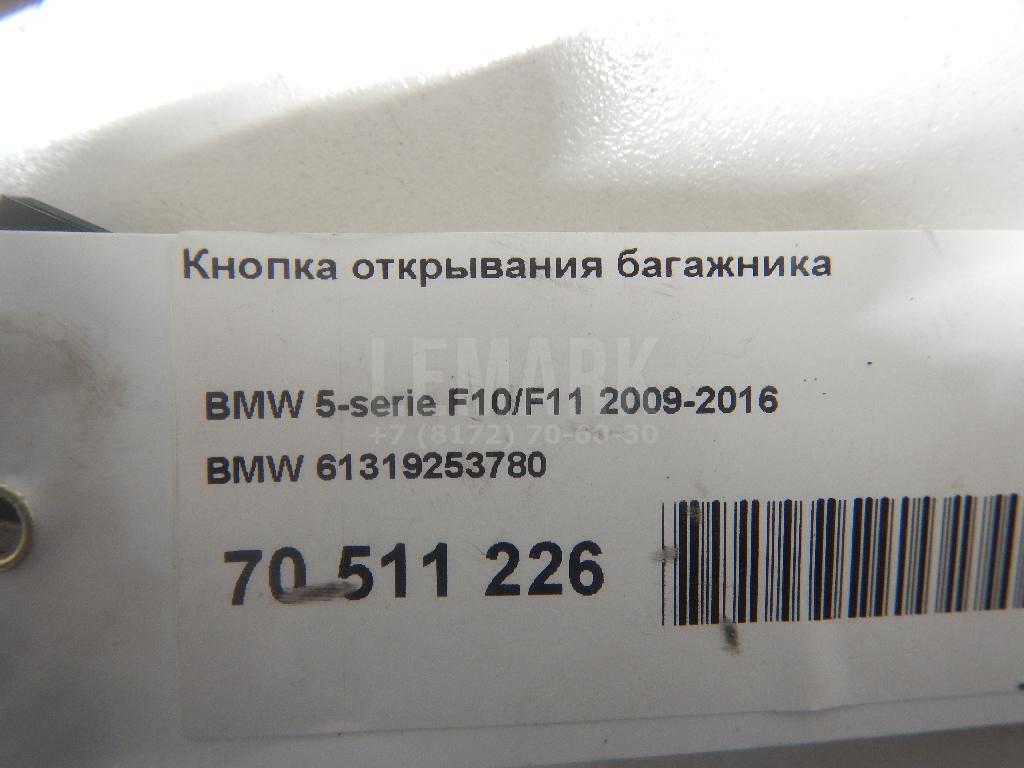 Кнопка открывания багажника
LEMARK
BMW 5-serie F10/F11 2009-2016
+7 (8172) 70-60-30
BMW 61319253780
70 511 226